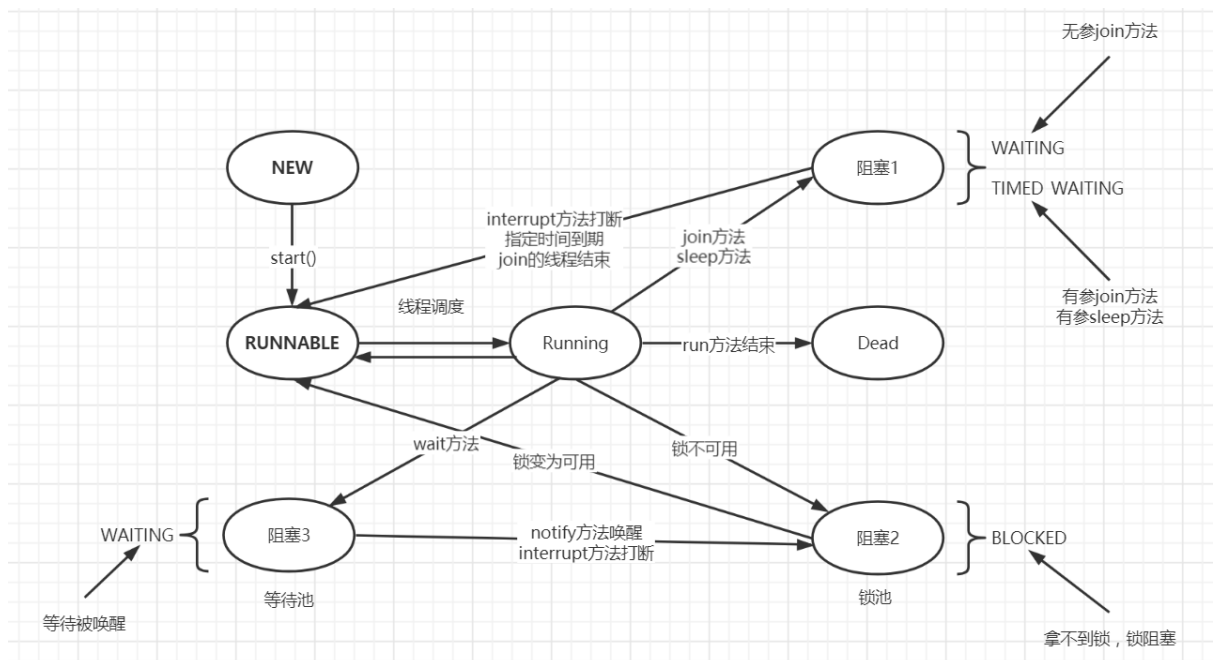 无参join方法
NEW
阻塞1
WAITING
TIMED WAITING
interrupt方法打断
指定时间到期
join的线程结束
start()
join方法
sleep方法
有参join方法
有参sleep方法
线程调度
RUNNABLE
Running
run方法结束
Dead
wait方法
锁变为可用
锁不可用
WAITING
阻塞3
notify方法唤醒
interrupt方法打断
阻塞2
BLOCKED
等待池
锁池
等待被唤醒
拿不到锁，锁阻塞